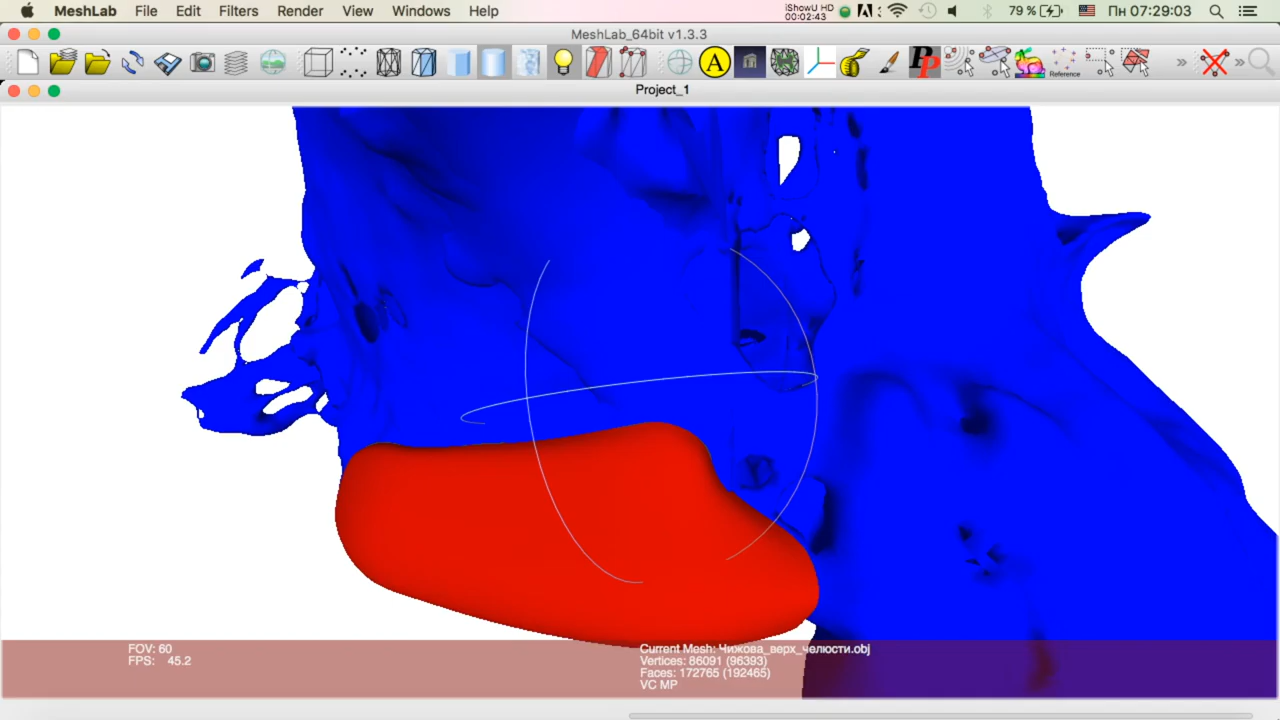 MeshLab File Edit Filters Render View Windows Help iShowU HD 00:02:43 79 % Пн 07:29:03
MeshLab_64bit v1.3.3
A PP Reference » »
Project_1
FOV: 60
FPS: 45.2
Current Mesh: Чижова_верх_челюсти.obj
Vertices: 86091 (96393)
Faces: 172765 (192465)
VC MP